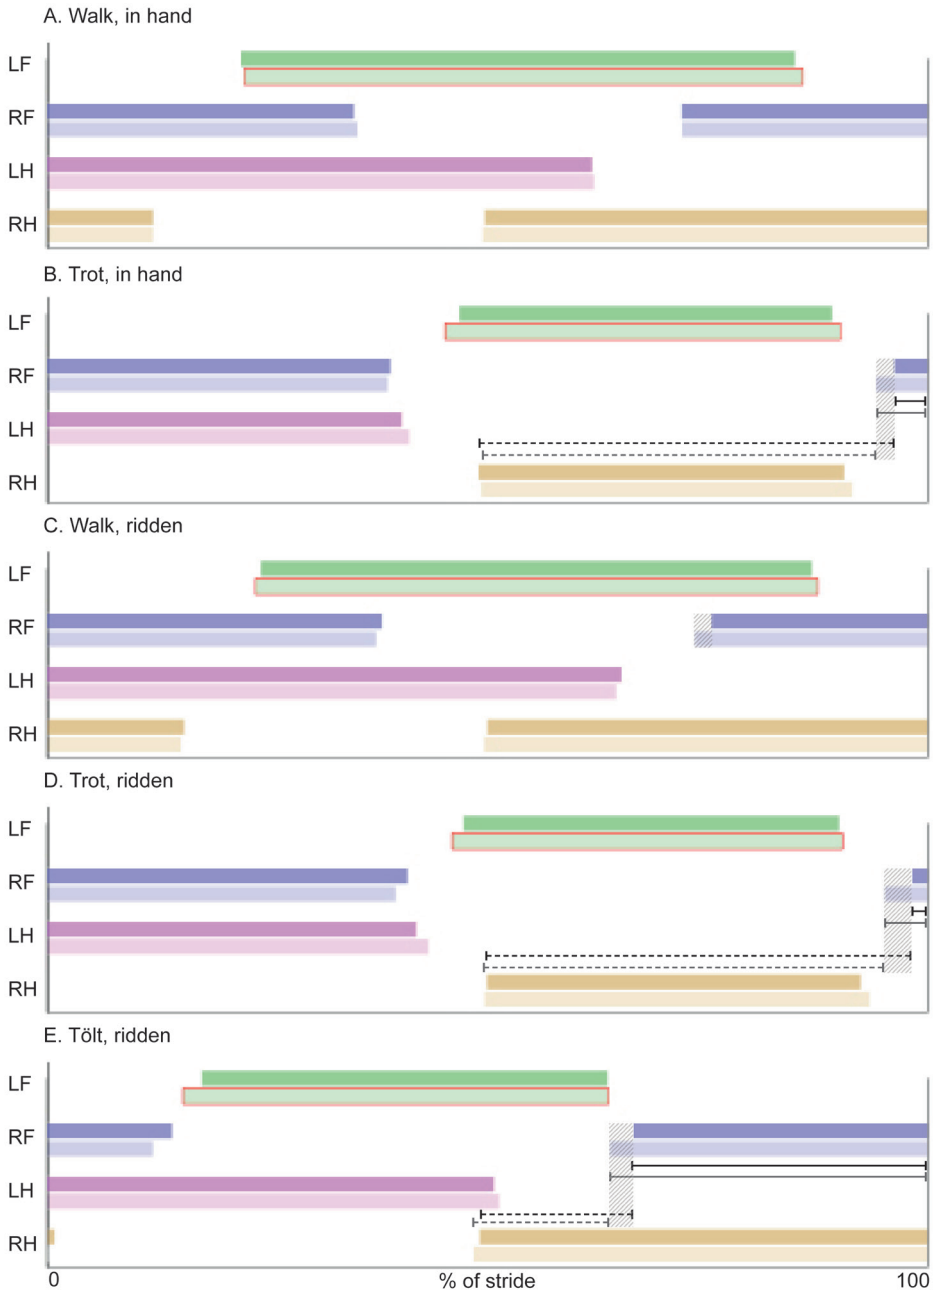 A. Walk, in hand
LF
RF
LH
RH
B. Trot, in hand
LF
RF
LH
RH
C. Walk, ridden
LF
RF
LH
RH
D. Trot, ridden
LF
RF
LH
RH
E. Tölt, ridden
LF
RF
LH
RH
0 % of stride 100